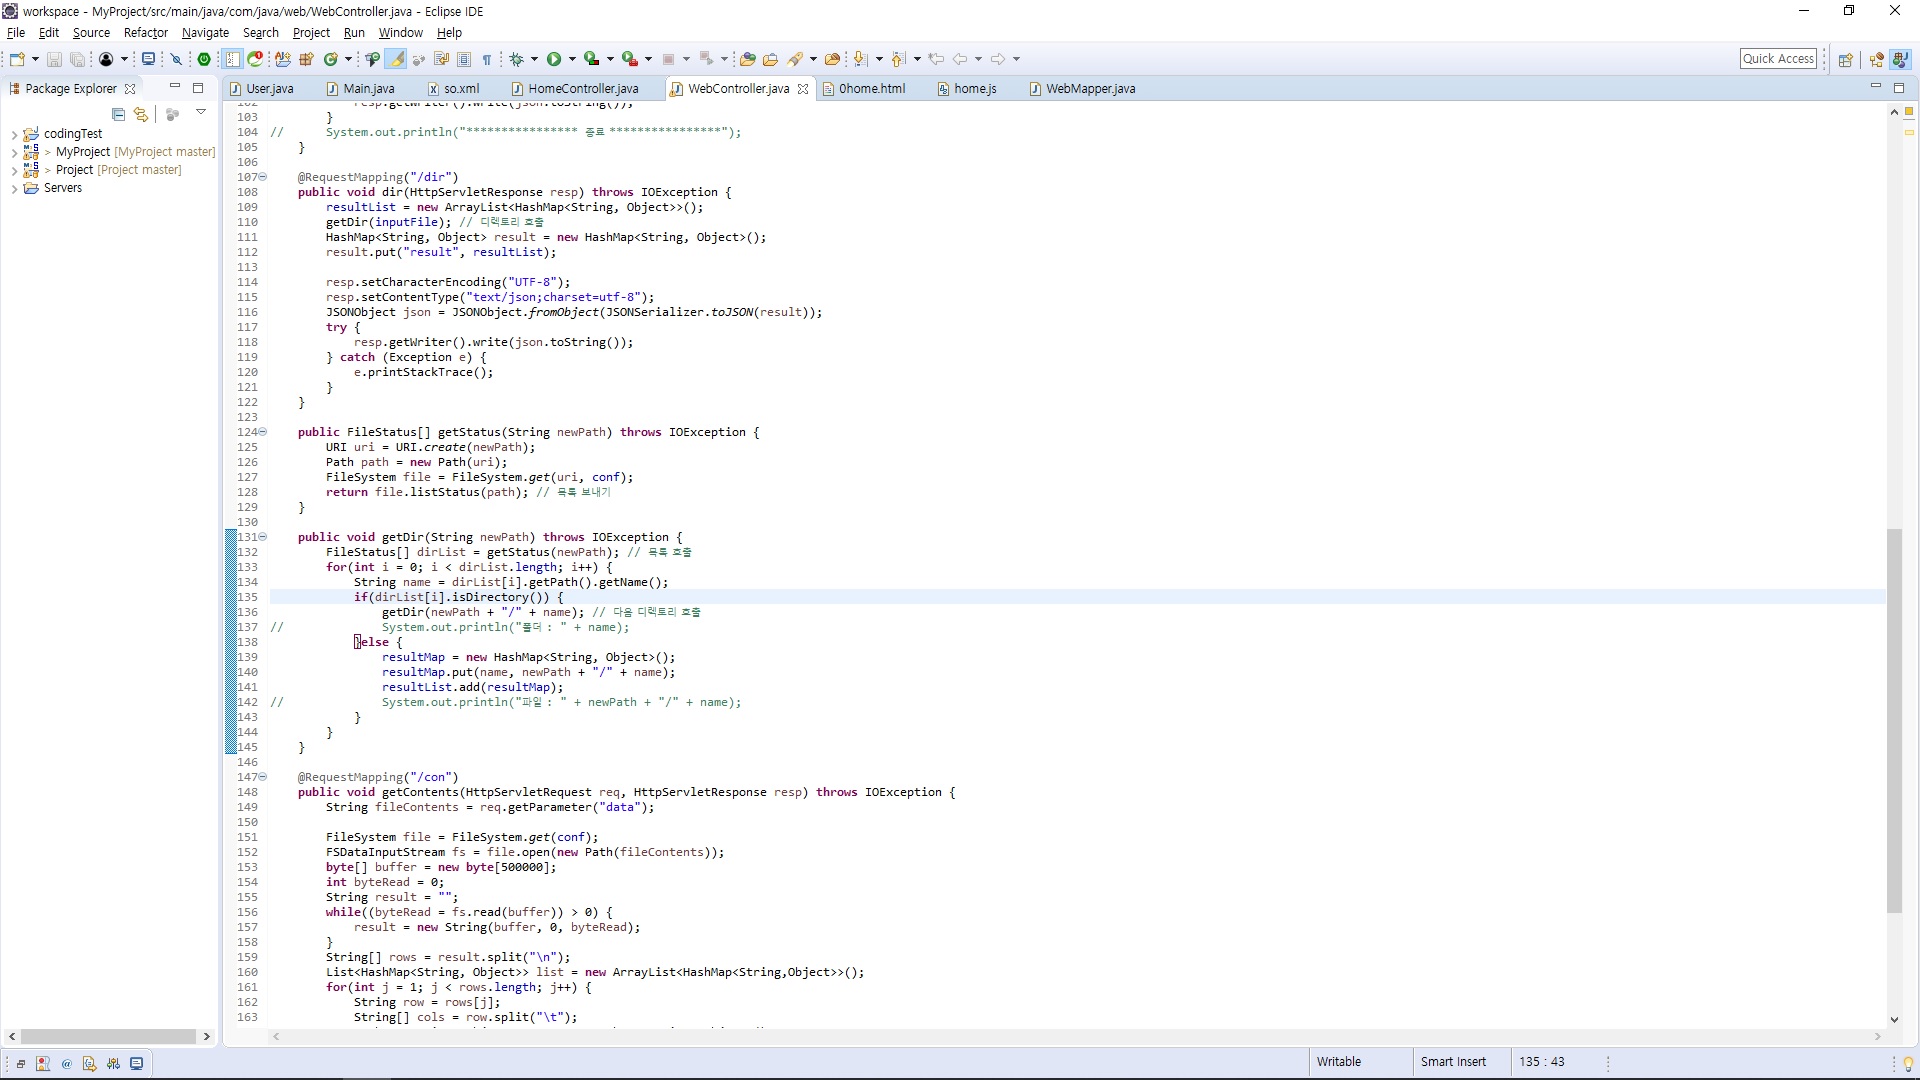 workspace - MyProject/src/main/java/com/java/web/WebController.java - Eclipse IDE
File Edit Source Refactor Navigate Search Project Run Window Help
Quick Access
Package Explorer
User.java Main.java so.xml HomeController.java WebController.java 0home.html home.js WebMapper.java
codingTest
> MyProject [MyProject master]
> Project [Project master]
Servers
102 resp.getWriter().write(json.toString());
103 }
104 // System.out.println("**************** 종료 ****************");
105 }
106
107 @RequestMapping("/dir")
108 public void dir(HttpServletResponse resp) throws IOException {
109 resultList = new ArrayList<HashMap<String, Object>>();
110 getDir(inputFile); // 디렉토리 호출
111 HashMap<String, Object> result = new HashMap<String, Object>();
112 result.put("result", resultList);
113
114 resp.setCharacterEncoding("UTF-8");
115 resp.setContentType("text/json;charset=utf-8");
116 JSONObject json = JSONObject.fromObject(JSONSerializer.toJSON(result));
117 try {
118 resp.getWriter().write(json.toString());
119 } catch (Exception e) {
120 e.printStackTrace();
121 }
122 }
123
124 public FileStatus[] getStatus(String newPath) throws IOException {
125 URI uri = URI.create(newPath);
126 Path path = new Path(uri);
127 FileSystem file = FileSystem.get(uri, conf);
128 return file.listStatus(path); // 목록 보내기
129 }
130
131 public void getDir(String newPath) throws IOException {
132 FileStatus[] dirList = getStatus(newPath); // 목록 호출
133 for(int i = 0; i < dirList.length; i++) {
134 String name = dirList[i].getPath().getName();
135 if(dirList[i].isDirectory()) {
136 getDir(newPath + "/" + name); // 다음 디렉토리 호출
137 // System.out.println("폴더 : " + name);
138 }else {
139 resultMap = new HashMap<String, Object>();
140 resultMap.put(name, newPath + "/" + name);
141 resultList.add(resultMap);
142 // System.out.println("파일 : " + newPath + "/" + name);
143 }
144 }
145 }
146
147 @RequestMapping("/con")
148 public void getContents(HttpServletRequest req, HttpServletResponse resp) throws IOException {
149 String fileContents = req.getParameter("data");
150
151 FileSystem file = FileSystem.get(conf);
152 FSDataInputStream fs = file.open(new Path(fileContents));
153 byte[] buffer = new byte[500000];
154 int byteRead = 0;
155 String result = "";
156 while((byteRead = fs.read(buffer)) > 0) {
157 result = new String(buffer, 0, byteRead);
158 }
159 String[] rows = result.split("\n");
160 List<HashMap<String, Object>> list = new ArrayList<HashMap<String,Object>>();
161 for(int j = 1; j < rows.length; j++) {
162 String row = rows[j];
163 String[] cols = row.split("\t");
Writable Smart Insert 135 : 43